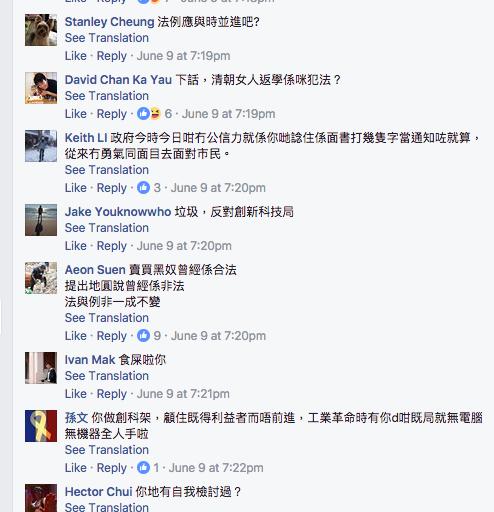 Stanley Cheung 法例應與時並進吧?
See Translation
Like · Reply · June 9 at 7:19pm
David Chan Ka Yau 下話，清朝女人返學係咪犯法？
See Translation
Like · Reply · 6 · June 9 at 7:19pm
Keith LI 政府今時今日咁冇公信力就係你哋諗住係面書打幾隻字當通知咗就算，
從來冇勇氣同面目去面對市民。
See Translation
Like · Reply · 3 · June 9 at 7:20pm
Jake Youknowwho 垃圾，反對創新科技局
See Translation
Like · Reply · June 9 at 7:20pm
Aeon Suen 賣買黑奴曾經係合法
提出地圓說曾經係非法
法與例非一成不變
See Translation
Like · Reply · 9 · June 9 at 7:20pm
Ivan Mak 食屎啦你
See Translation
Like · Reply · June 9 at 7:21pm
孫文 你做創科架，顧住既得利益者而唔前進，工業革命時有你d咁既局就無電腦
無機器全人手啦
See Translation
Like · Reply · 1 · June 9 at 7:22pm
Hector Chui 你地有自我檢討過？
See Translation